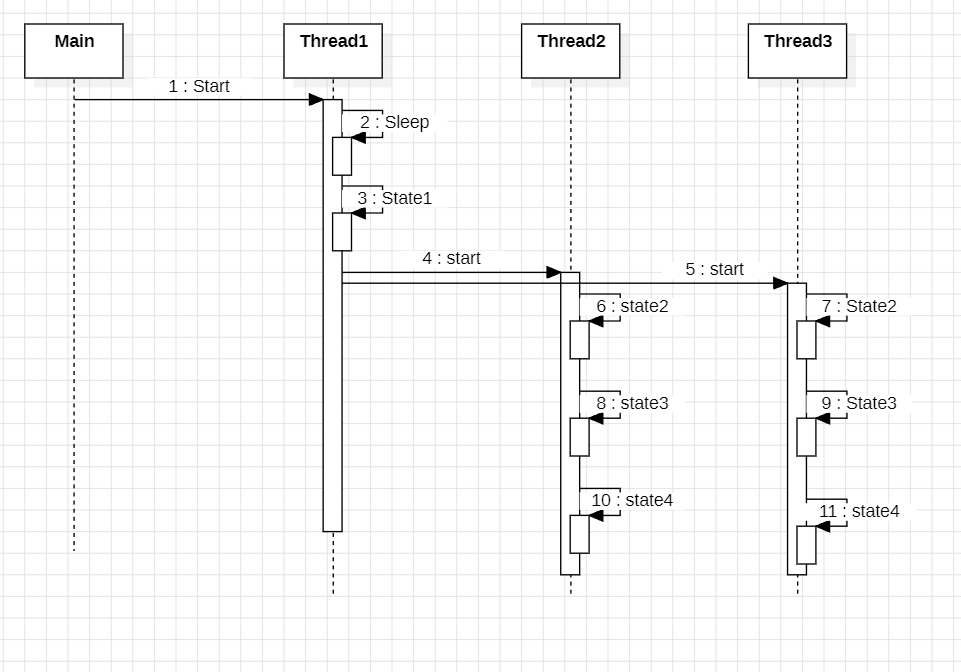 Main
Thread1
Thread2
Thread3
1 : Start
2 : Sleep
3 : State1
4 : start
5 : start
6 : state2
7 : State2
8 : state3
9 : State3
10 : state4
11 : state4